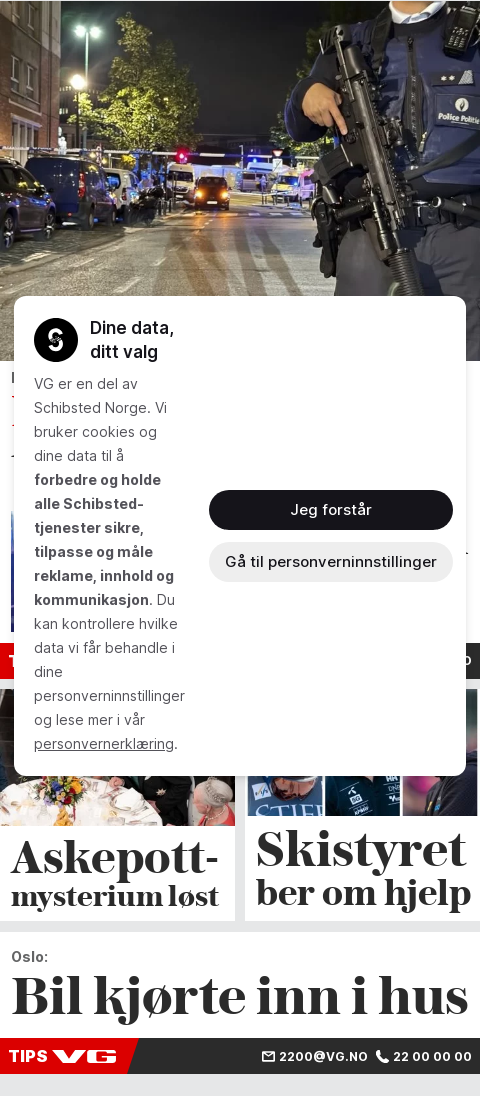 Police Politie
Dine data,
ditt valg
VG er en del av
Schibsted Norge. Vi
bruker cookies og
dine data til å
forbedre og holde
alle Schibsted-
tjenester sikre,
tilpasse og måle
reklame, innhold og
kommunikasjon. Du
kan kontrollere hvilke
data vi får behandle i
dine
personverninnstillinger
og lese mer i vår
personvernerklæring.
Jeg forstår
Gå til personverninnstillinger
Askepott-
mysterium løst
Skistyret
ber om hjelp
Oslo:
Bil kjørte inn i hus
TIPS VG 2200@VG.NO 22 00 00 00